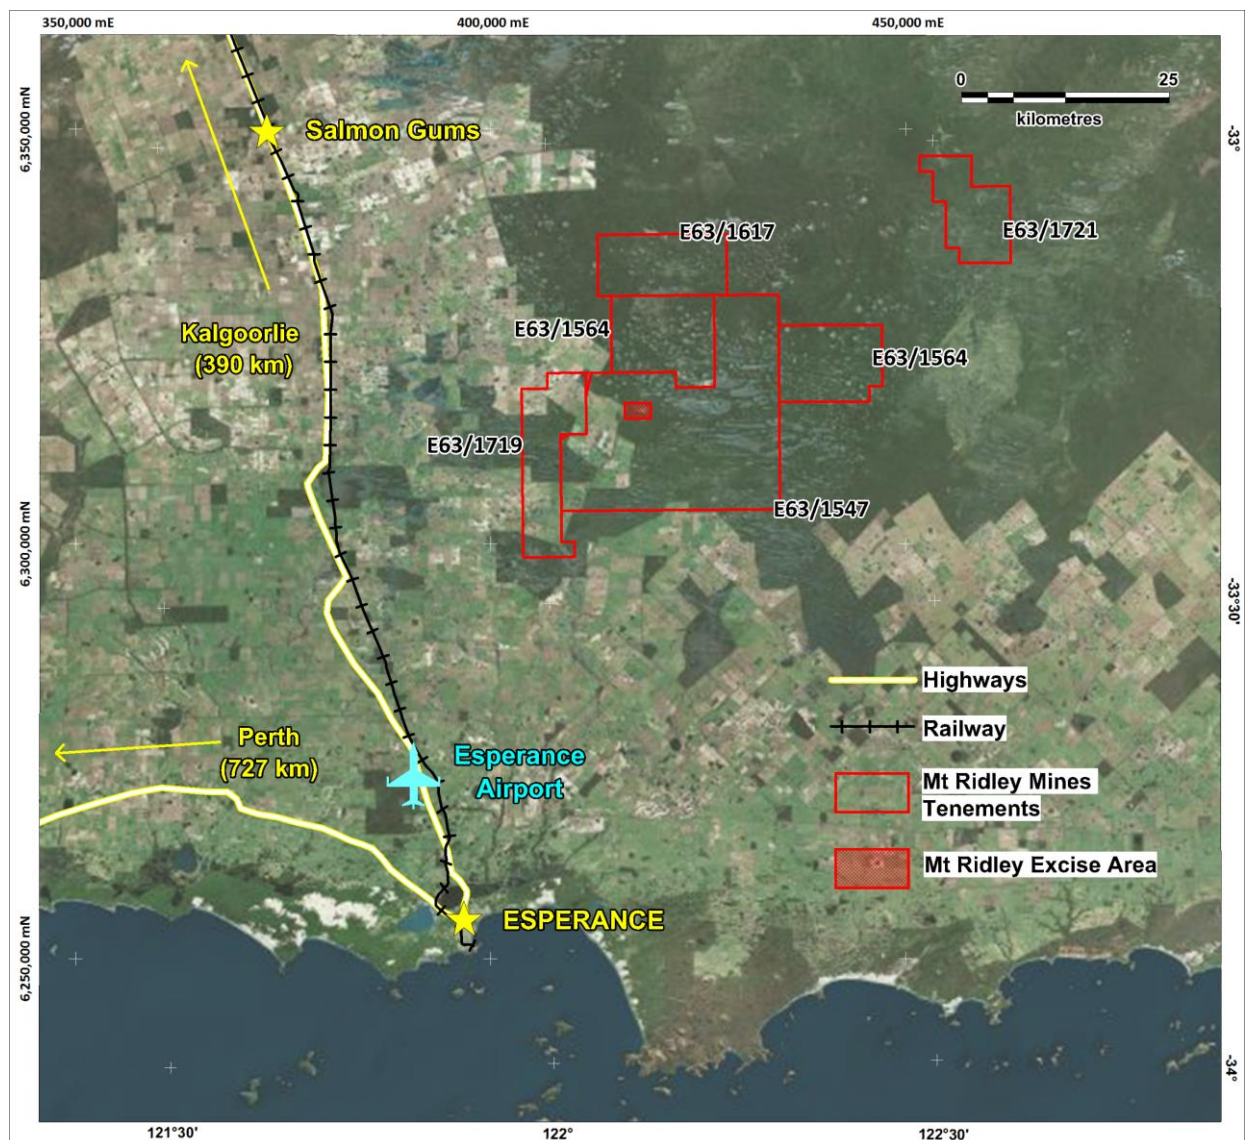 350,000 mE
400,000 mE
450,000 mE
0
25
kilometres
6,350,000 mN
-33°
Salmon Gums
E63/1617
E63/1721
Kalgoorlie
(390 km)
E63/1564
E63/1564
E63/1719
E63/1547
6,300,000 mN
-33°30'
Highways
Railway
Perth
(727 km)
Esperance
Airport
Mt Ridley Mines
Tenements
Mt Ridley Excise Area
ESPERANCE
6,250,000 mN
-34°
121°30'
122°
122°30'